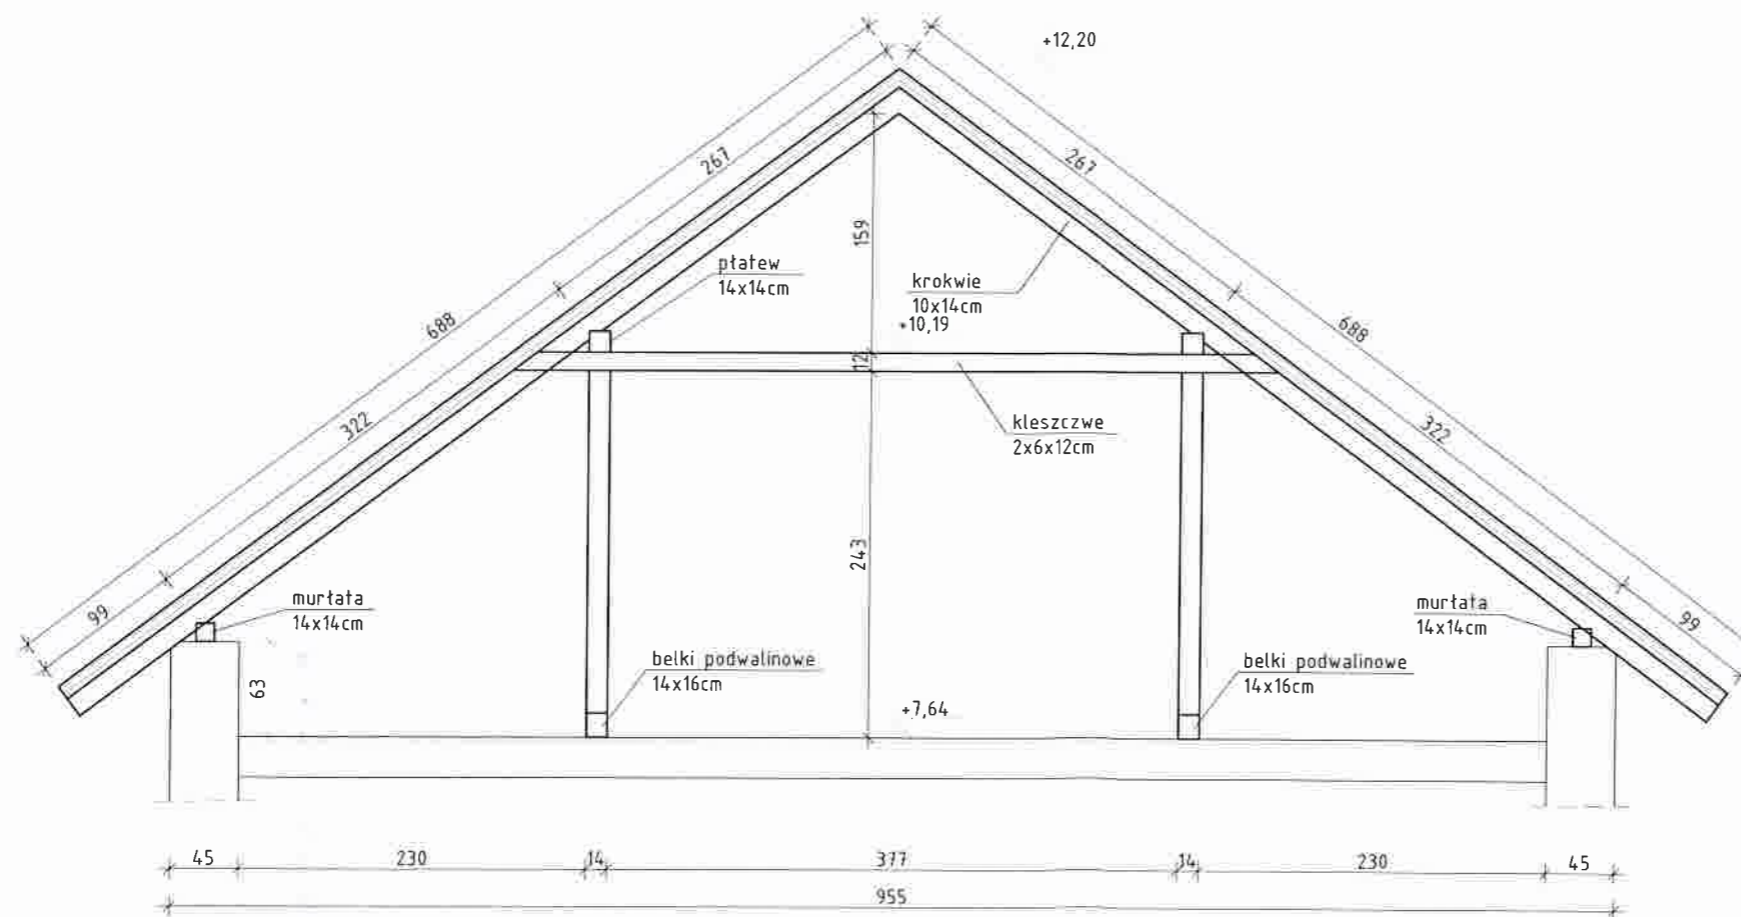 +12,20
267
267
159
płatew
14x14cm
krokwie
10x14cm
+10,19
688
688
12
322
322
kleszczwe
2x6x12cm
243
99
99
murłata
14x14cm
murłata
14x14cm
63
belki podwalinowe
14x16cm
belki podwalinowe
14x16cm
+7,64
45
230
14
377
14
230
45
955